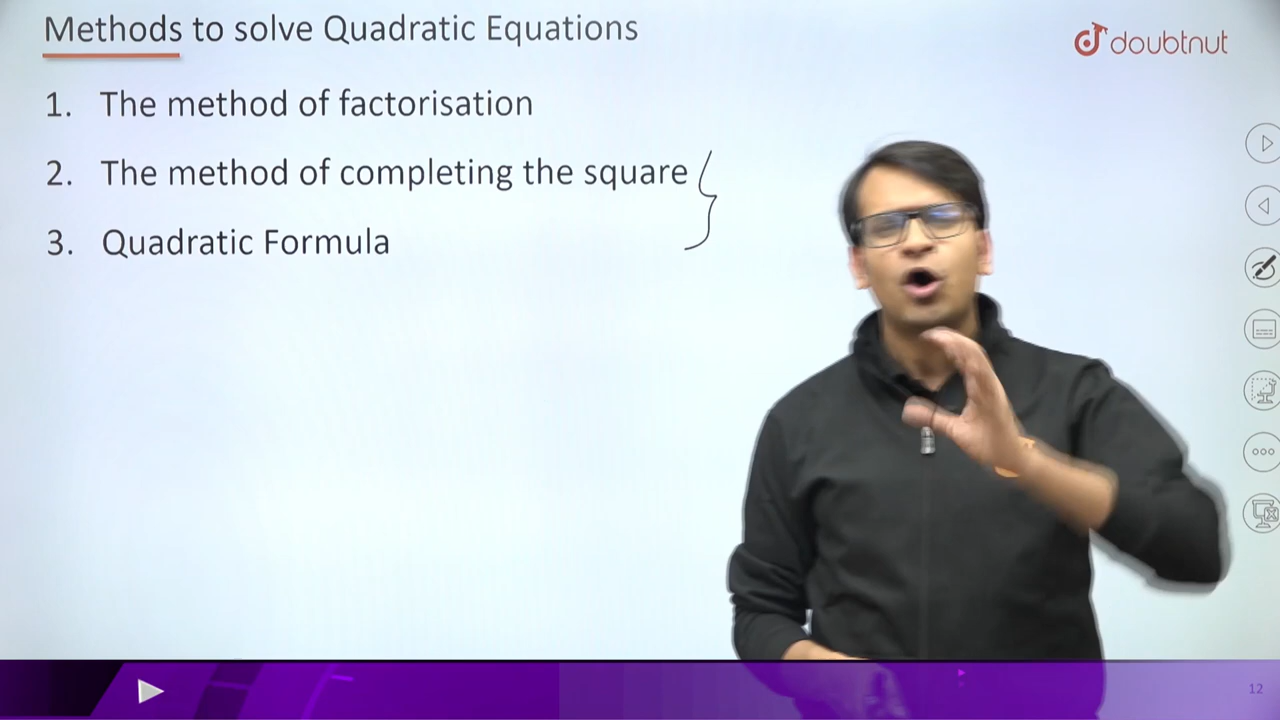 Methods to solve Quadratic Equations
doubtnut
1. The method of factorisation
2. The method of completing the square
3. Quadratic Formula
12